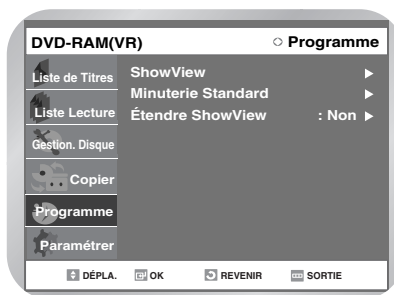 DVD-RAM(VR) Programme
Liste de Titres
Liste Lecture
Gestion. Disque
Copier
Programme
Paramétrer
ShowView
Minuterie Standard
Étendre ShowView : Non
DÉPLA. OK REVENIR SORTIE